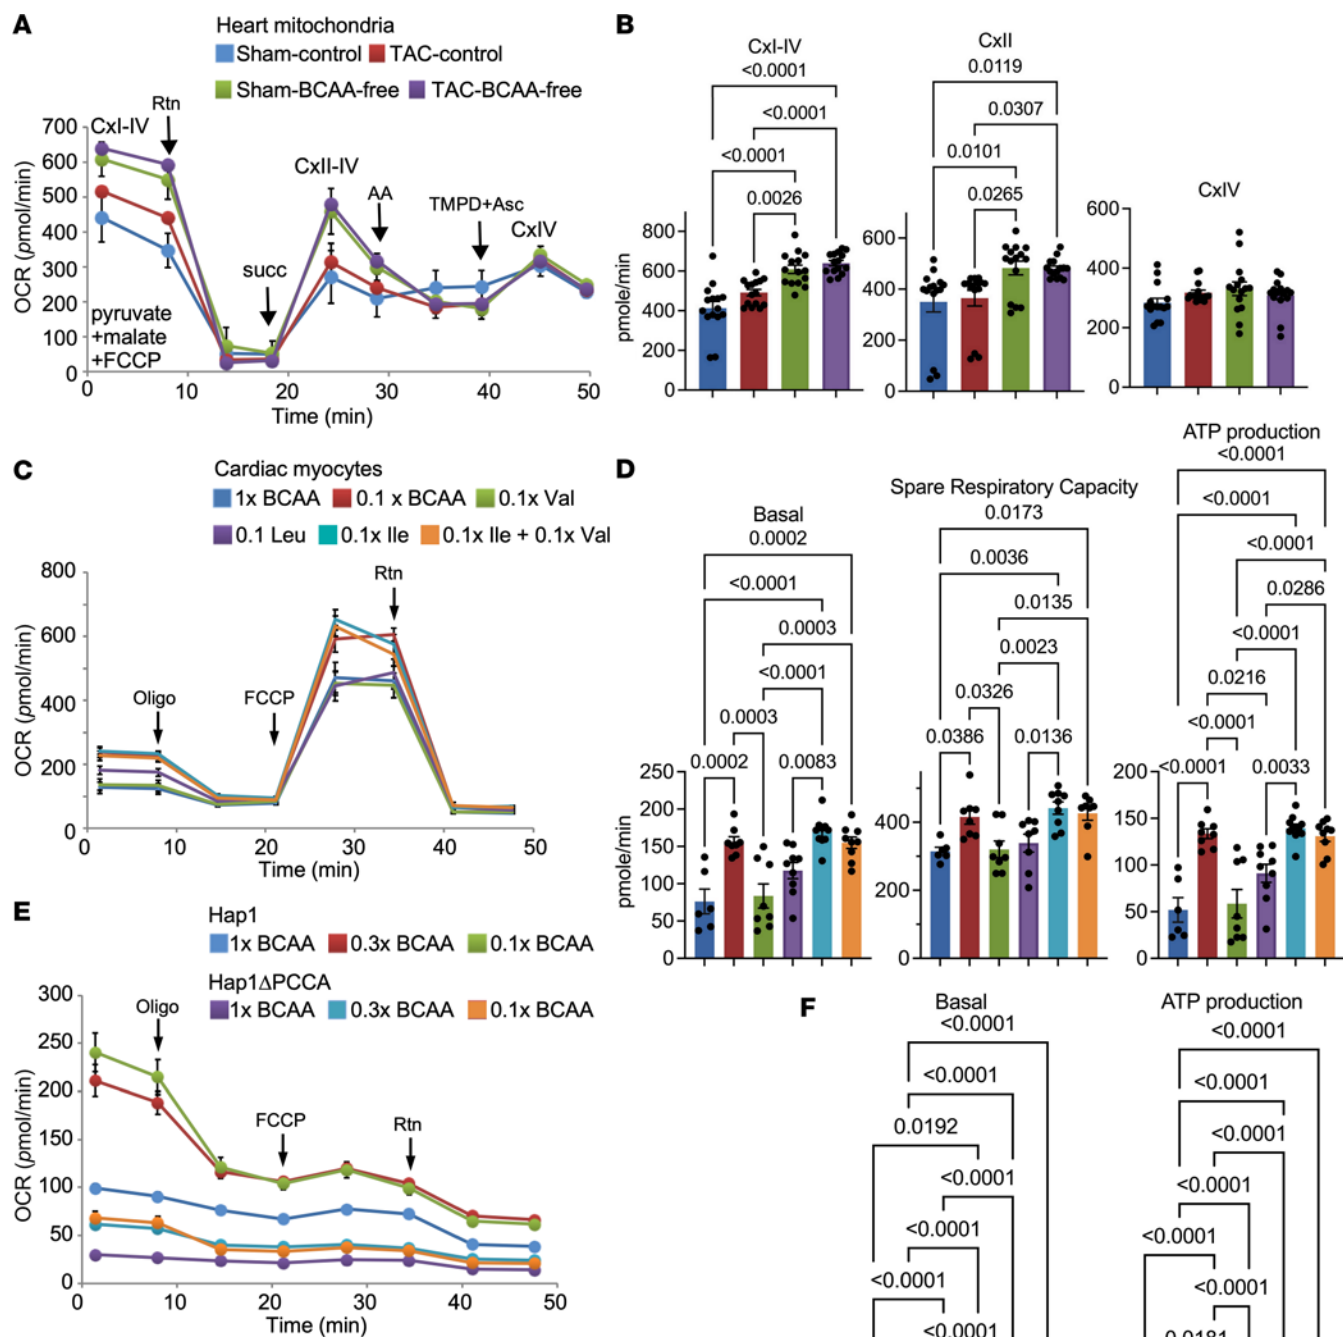 A
Heart mitochondria
Sham-control TAC-control
Sham-BCAA-free TAC-BCAA-free
OCR (pmol/min)
700
600
500
400
300
200
100
0
CxI-IV
Rtn
pyruvate
+malate
+FCCP
succ
CxII-IV
AA
TMPD+Asc
CxIV
0 10 20 30 40 50
Time (min)
B
CxI-IV
<0.0001
<0.0001
<0.0001
0.0026
pmole/min
800
600
400
200
CxII
0.0119
0.0307
0.0101
0.0265
600
400
200
0
CxIV
600
400
200
0
C
Cardiac myocytes
1x BCAA 0.1 x BCAA 0.1x Val
0.1 Leu 0.1x Ile 0.1x Ile + 0.1x Val
OCR (pmol/min)
800
600
400
200
0
Oligo
FCCP
Rtn
0 10 20 30 40 50
Time (min)
D
Basal
0.0002
<0.0001
0.0003
<0.0001
0.0003
0.0002 0.0083
pmole/min
250
200
150
100
50
0
Spare Respiratory Capacity
0.0173
0.0036
0.0135
0.0023
0.0326
0.0386 0.0136
400
200
0
ATP production
<0.0001
<0.0001
<0.0001
0.0286
<0.0001
0.0216
<0.0001
<0.0001 0.0033
200
150
100
50
0
E
Hap1
1x BCAA 0.3x BCAA 0.1x BCAA
Hap1ΔPCCA
1x BCAA 0.3x BCAA 0.1x BCAA
OCR (pmol/min)
300
250
200
150
100
50
0
Oligo
FCCP
Rtn
0 10 20 30 40 50
Time (min)
F
Basal
<0.0001
<0.0001
0.0192
<0.0001
<0.0001
<0.0001
<0.0001
ATP production
<0.0001
<0.0001
<0.0001
<0.0001
<0.0001
<0.0001
0.0181